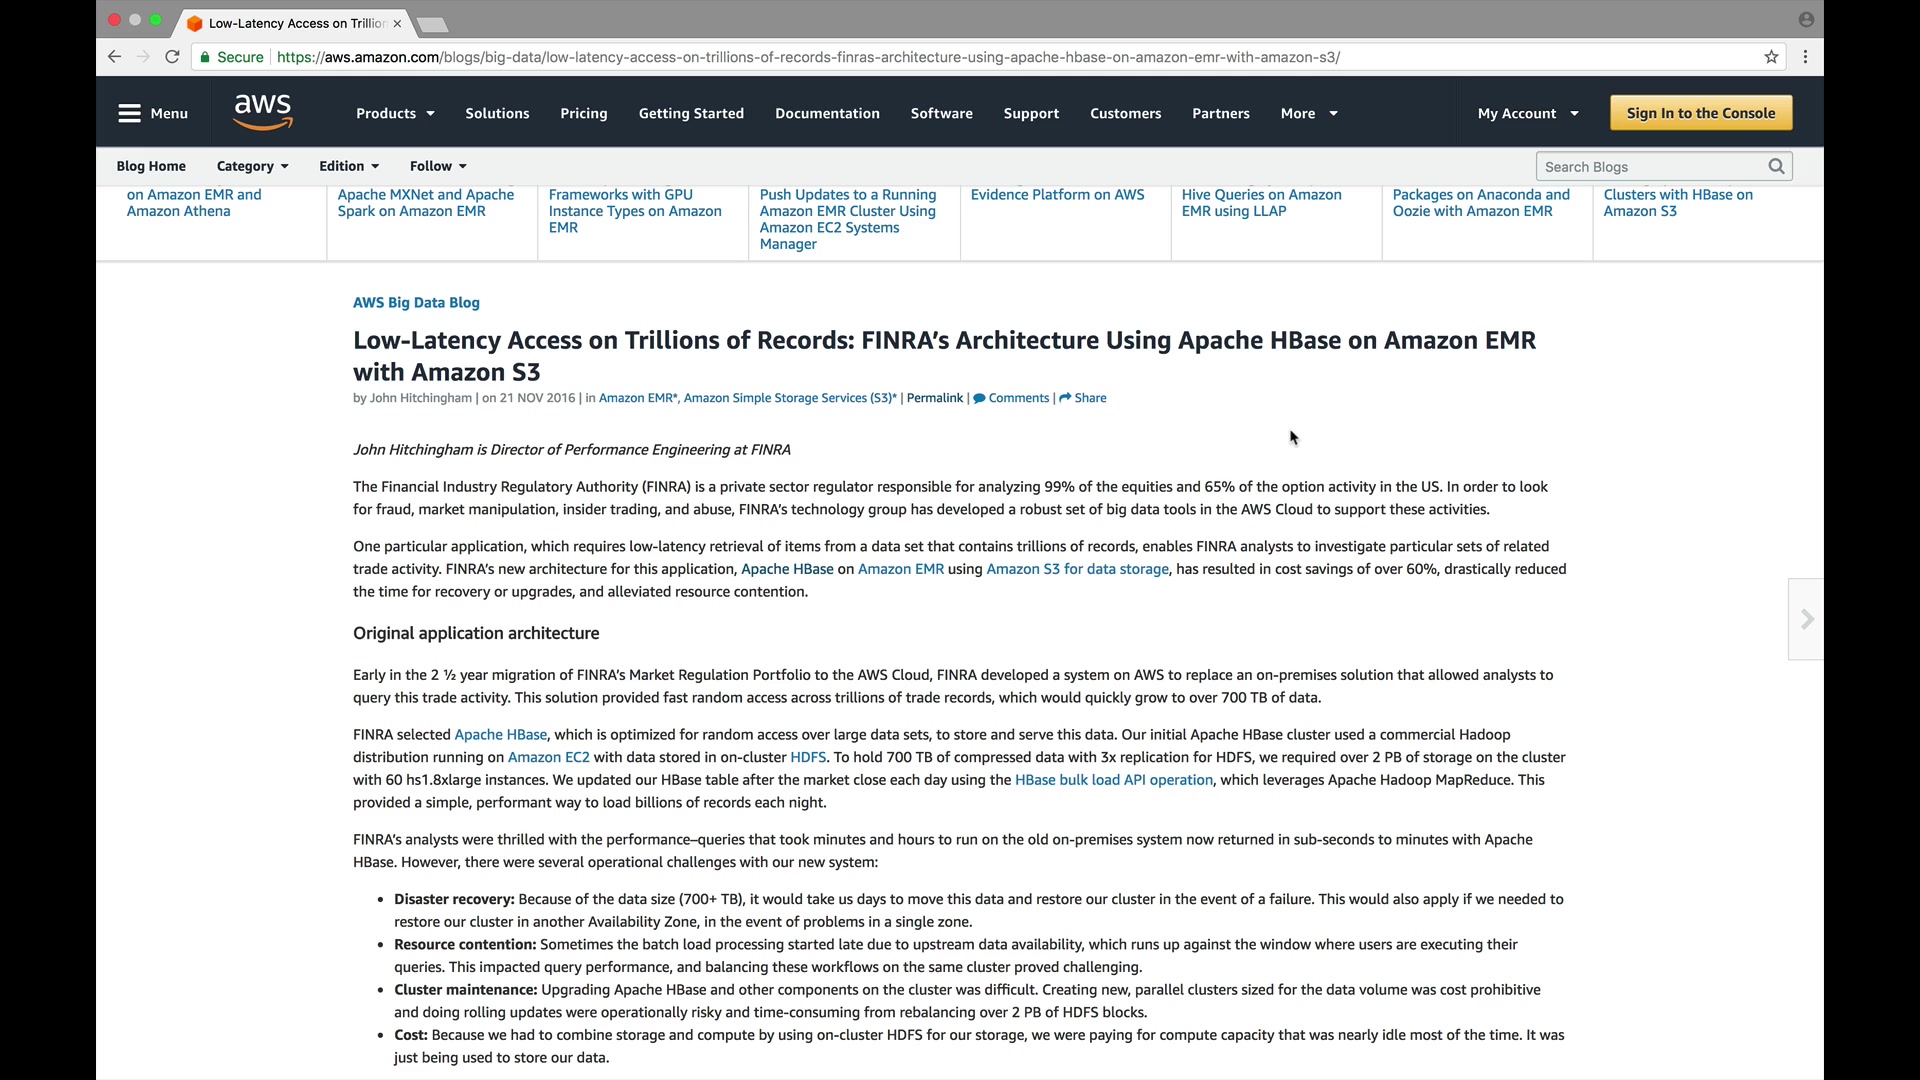 Low-Latency Access on Trillion
Secure https://aws.amazon.com/blogs/big-data/low-latency-access-on-trillions-of-records-finras-architecture-using-apache-hbase-on-amazon-emr-with-amazon-s3/
Menu aws Products Solutions Pricing Getting Started Documentation Software Support Customers Partners More My Account Sign In to the Console
Blog Home Category Edition Follow Search Blogs
on Amazon EMR and Apache MXNet and Apache Frameworks with GPU Push Updates to a Running Evidence Platform on AWS Hive Queries on Amazon Packages on Anaconda and Clusters with HBase on
Amazon Athena Spark on Amazon EMR Instance Types on Amazon Amazon EMR Cluster Using EMR using LLAP Oozie with Amazon EMR Amazon S3
EMR Amazon EC2 Systems
Manager
AWS Big Data Blog
Low-Latency Access on Trillions of Records: FINRA’s Architecture Using Apache HBase on Amazon EMR
with Amazon S3
by John Hitchingham | on 21 NOV 2016 | in Amazon EMR*, Amazon Simple Storage Services (S3)* | Permalink | Comments | Share
John Hitchingham is Director of Performance Engineering at FINRA
The Financial Industry Regulatory Authority (FINRA) is a private sector regulator responsible for analyzing 99% of the equities and 65% of the option activity in the US. In order to look
for fraud, market manipulation, insider trading, and abuse, FINRA’s technology group has developed a robust set of big data tools in the AWS Cloud to support these activities.
One particular application, which requires low-latency retrieval of items from a data set that contains trillions of records, enables FINRA analysts to investigate particular sets of related
trade activity. FINRA’s new architecture for this application, Apache HBase on Amazon EMR using Amazon S3 for data storage, has resulted in cost savings of over 60%, drastically reduced
the time for recovery or upgrades, and alleviated resource contention.
Original application architecture
Early in the 2 ½ year migration of FINRA’s Market Regulation Portfolio to the AWS Cloud, FINRA developed a system on AWS to replace an on-premises solution that allowed analysts to
query this trade activity. This solution provided fast random access across trillions of trade records, which would quickly grow to over 700 TB of data.
FINRA selected Apache HBase, which is optimized for random access over large data sets, to store and serve this data. Our initial Apache HBase cluster used a commercial Hadoop
distribution running on Amazon EC2 with data stored in on-cluster HDFS. To hold 700 TB of compressed data with 3x replication for HDFS, we required over 2 PB of storage on the cluster
with 60 hs1.8xlarge instances. We updated our HBase table after the market close each day using the HBase bulk load API operation, which leverages Apache Hadoop MapReduce. This
provided a simple, performant way to load billions of records each night.
FINRA’s analysts were thrilled with the performance–queries that took minutes and hours to run on the old on-premises system now returned in sub-seconds to minutes with Apache
HBase. However, there were several operational challenges with our new system:
• Disaster recovery: Because of the data size (700+ TB), it would take us days to move this data and restore our cluster in the event of a failure. This would also apply if we needed to
restore our cluster in another Availability Zone, in the event of problems in a single zone.
• Resource contention: Sometimes the batch load processing started late due to upstream data availability, which runs up against the window where users are executing their
queries. This impacted query performance, and balancing these workflows on the same cluster proved challenging.
• Cluster maintenance: Upgrading Apache HBase and other components on the cluster was difficult. Creating new, parallel clusters sized for the data volume was cost prohibitive
and doing rolling updates were operationally risky and time-consuming from rebalancing over 2 PB of HDFS blocks.
• Cost: Because we had to combine storage and compute by using on-cluster HDFS for our storage, we were paying for compute capacity that was nearly idle most of the time. It was
just being used to store our data.